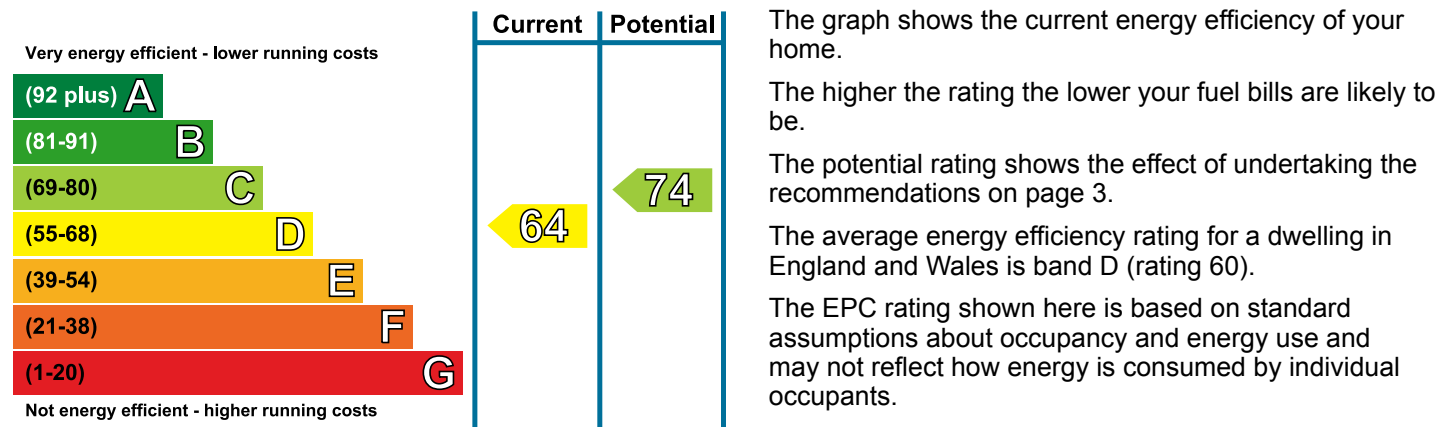 Current Potential
Very energy efficient - lower running costs
(92 plus) A
(81-91) B
(69-80) C
(55-68) D
(39-54) E
(21-38) F
(1-20) G
Not energy efficient - higher running costs
64
74
The graph shows the current energy efficiency of your
home.
The higher the rating the lower your fuel bills are likely to
be.
The potential rating shows the effect of undertaking the
recommendations on page 3.
The average energy efficiency rating for a dwelling in
England and Wales is band D (rating 60).
The EPC rating shown here is based on standard
assumptions about occupancy and energy use and
may not reflect how energy is consumed by individual
occupants.